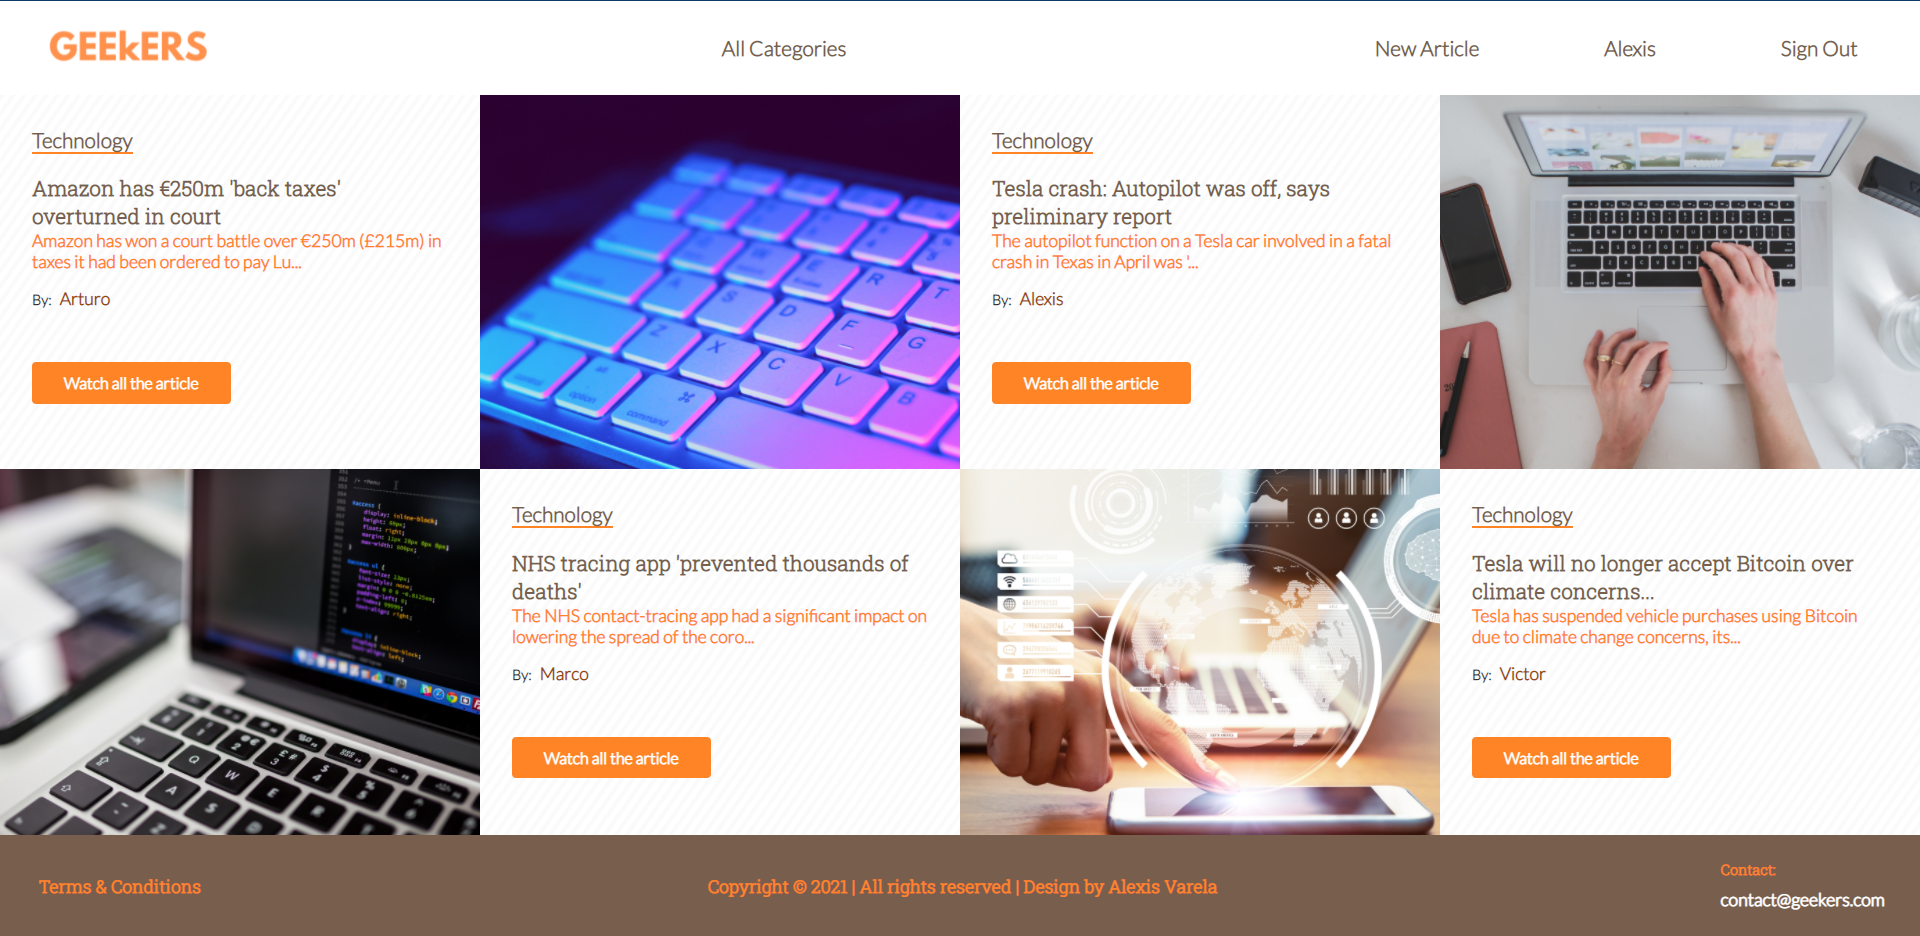 GEEkERS
All Categories
New Article
Alexis
Sign Out
Technology
Amazon has €250m 'back taxes'
overturned in court
Amazon has won a court battle over €250m (£215m) in
taxes it had been ordered to pay Lu...
By: Arturo
Watch all the article
Technology
Tesla crash: Autopilot was off, says
preliminary report
The autopilot function on a Tesla car involved in a fatal
crash in Texas in April was '...
By: Alexis
Watch all the article
Technology
NHS tracing app 'prevented thousands of
deaths'
The NHS contact-tracing app had a significant impact on
lowering the spread of the coro...
By: Marco
Watch all the article
Technology
Tesla will no longer accept Bitcoin over
climate concerns...
Tesla has suspended vehicle purchases using Bitcoin
due to climate change concerns, its...
By: Victor
Watch all the article
Terms & Conditions
Copyright © 2021 | All rights reserved | Design by Alexis Varela
Contact:
contact@geekers.com